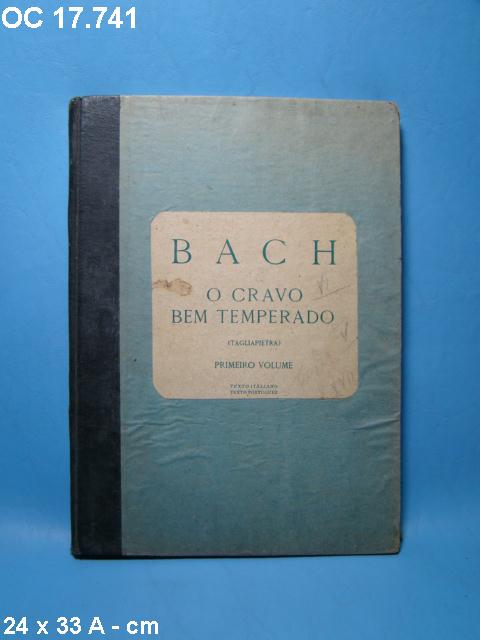 OC 17.741
BACH
O CRAVO
BEM TEMPERADO
(TAGLIAPIETRA)
PRIMEIRO VOLUME
TEXTO ITALIANO
TEXTO PORTUGUEZ
24 x 33 A - cm